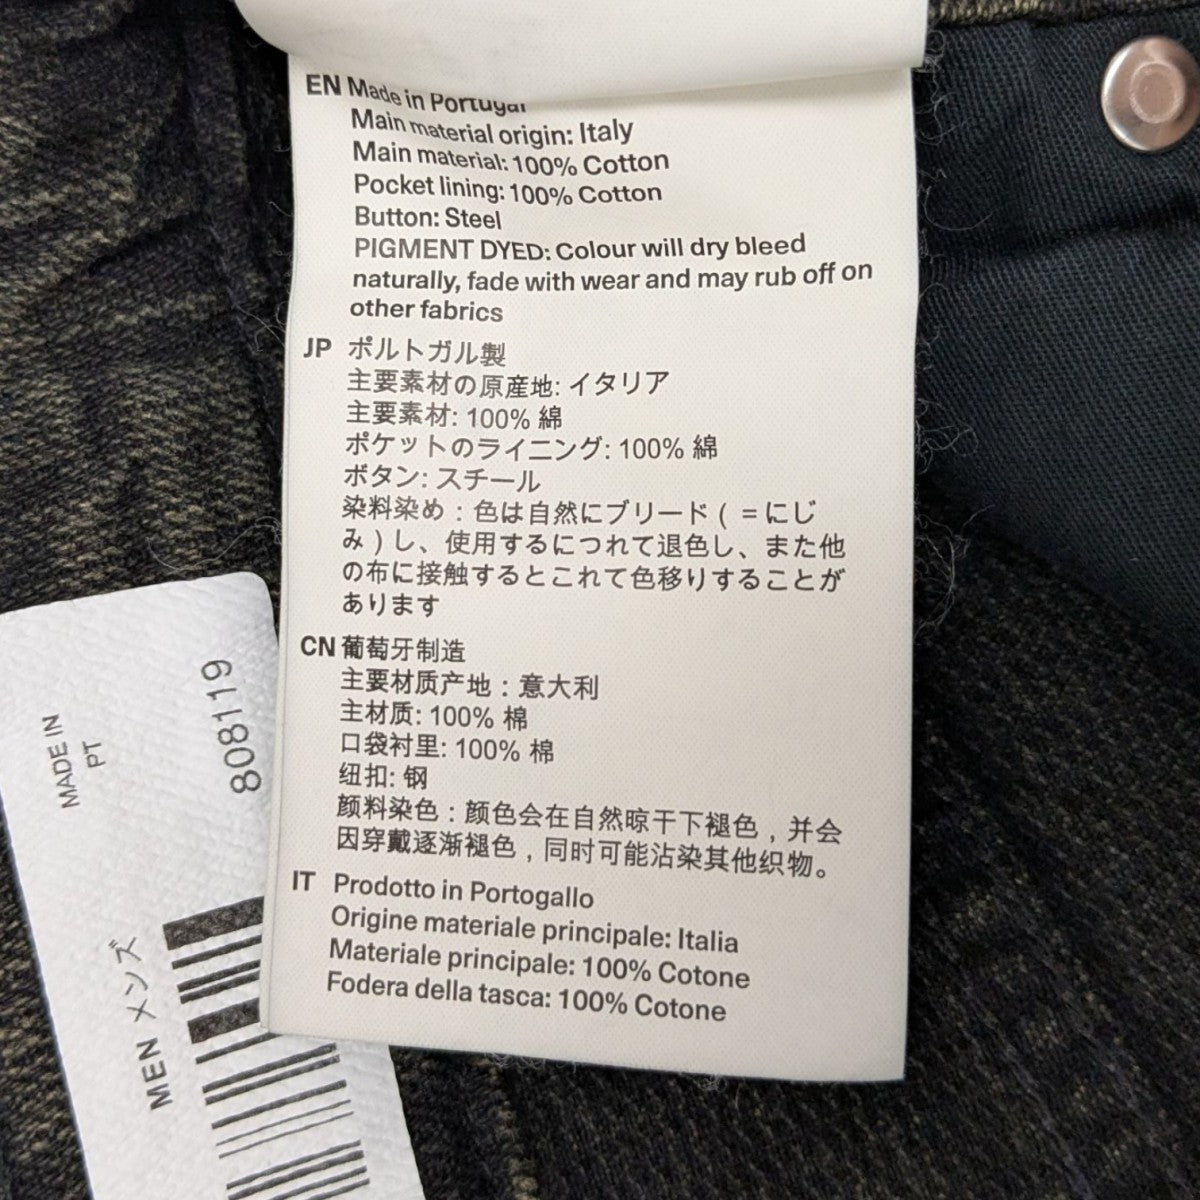 EN Made in Portugal
Main material origin: Italy
Main material: 100% Cotton
Pocket lining: 100% Cotton
Button: Steel
PIGMENT DYED: Colour will dry bleed
naturally, fade with wear and may rub off on
other fabrics
JP ポルトガル製
主要素材の原産地: イタリア
主要素材: 100% 綿
ポケットのライニング: 100% 綿
ボタン: スチール
染料染め：色は自然にブリード ( = にじ
み ) し、使用するにつれて退色し、また他
の布に接触するとこれて色移りすることが
あります
CN 葡萄牙制造
主要材质产地：意大利
主材质: 100% 棉
口袋衬里: 100% 棉
纽扣: 钢
颜料染色：颜色会在自然晾干下褪色，并会
因穿戴逐渐褪色，同时可能沾染其他织物。
IT Prodotto in Portogallo
Origine materiale principale: Italia
Materiale principale: 100% Cotone
Fodera della tasca: 100% Cotone
MADE IN
PT
808119
MEN メンズ